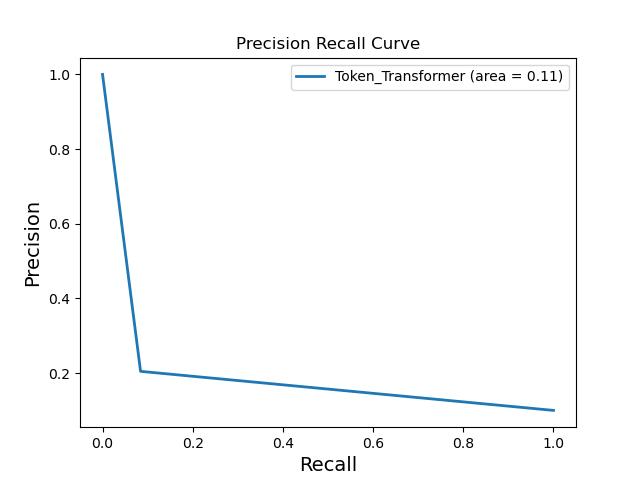 Precision Recall Curve
Token_Transformer (area = 0.11)
1.0
0.8
0.6
0.4
0.2
Precision
0.0 0.2 0.4 0.6 0.8 1.0
Recall